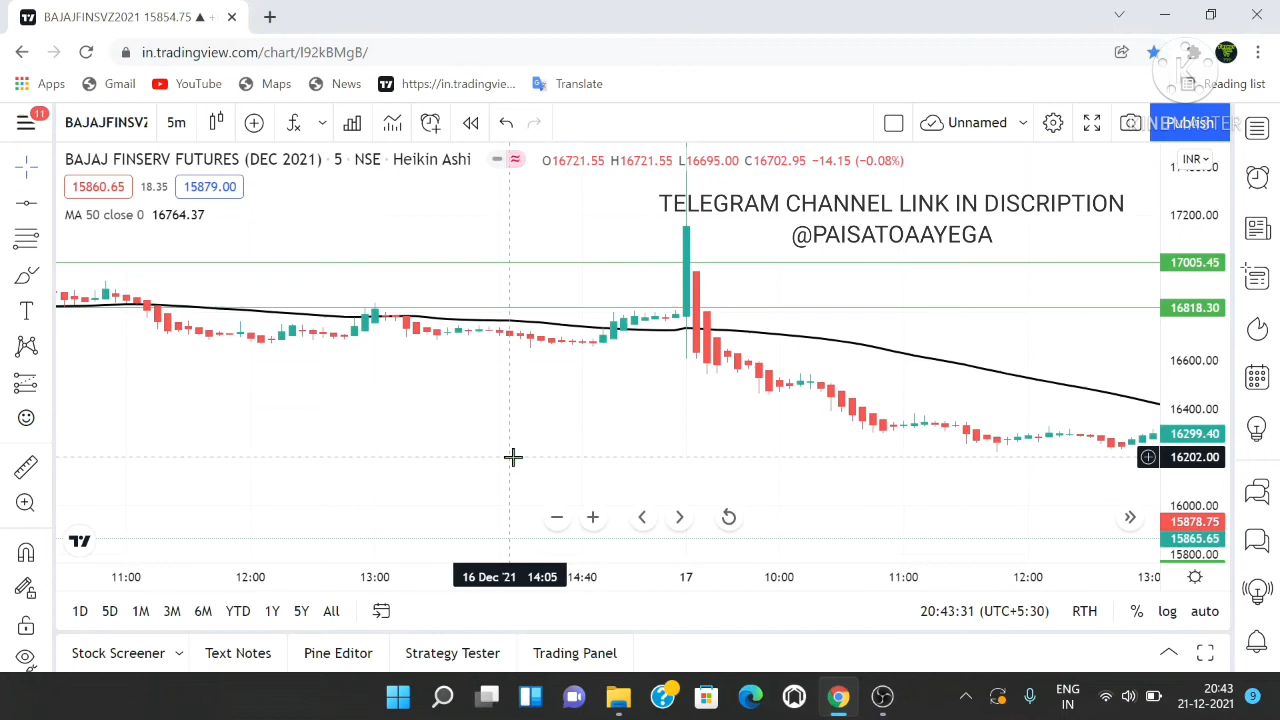 BAJAJFINSVZ2021 15854.75 ▲ +
in.tradingview.com/chart/l92kBMgB/
Apps Gmail YouTube Maps News https://in.tradingvie... Translate Reading list
KINEMASTER
11
BAJAJFINSVZ 5m Unnamed Publish
BAJAJ FINSERV FUTURES (DEC 2021) · 5 · NSE · Heikin Ashi O16721.55 H16721.55 L16695.00 C16702.95 −14.15 (−0.08%) INR
15860.65 18.35 15879.00
MA 50 close 0 16764.37
TELEGRAM CHANNEL LINK IN DISCRIPTION
@PAISATOAAYEGA
17200.00
17005.45
16818.30
16600.00
16400.00
16299.40
16202.00
16000.00
15878.75
15865.65
15800.00
11:00 12:00 13:00 16 Dec '21 14:05 14:40 17 10:00 11:00 12:00 13:0
1D 5D 1M 3M 6M YTD 1Y 5Y All 20:43:31 (UTC+5:30) RTH % log auto
Stock Screener Text Notes Pine Editor Strategy Tester Trading Panel
ENG
IN
20:43
21-12-2021
9